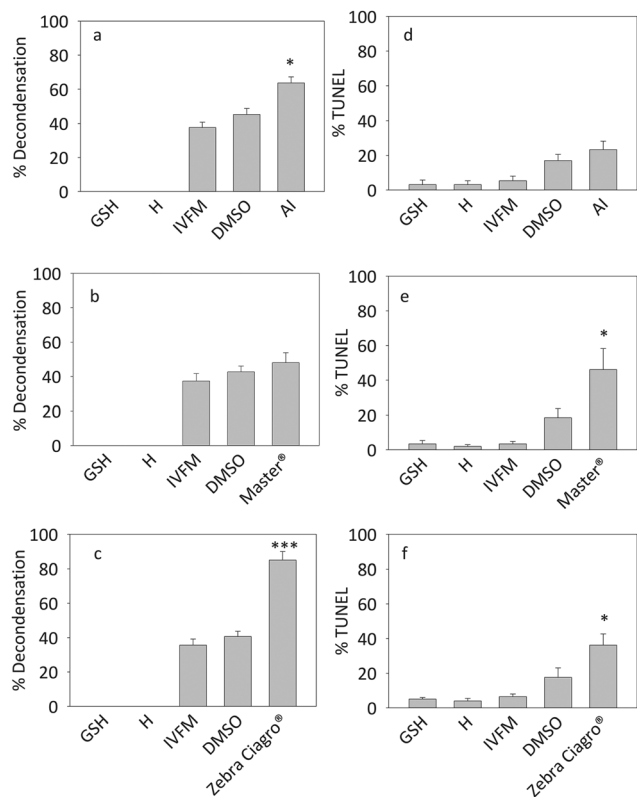 a
% Decondensation
100
80
60
40
20
0
*
GSH
H
IVFM
DMSO
AI
d
% TUNEL
100
80
60
40
20
0
GSH
H
IVFM
DMSO
AI
b
% Decondensation
100
80
60
40
20
0
GSH
H
IVFM
DMSO
Master®
e
% TUNEL
100
80
60
40
20
0
*
GSH
H
IVFM
DMSO
Master®
c
% Decondensation
100
80
60
40
20
0
***
GSH
H
IVFM
DMSO
Zebra Ciagro®
f
% TUNEL
100
80
60
40
20
0
*
GSH
H
IVFM
DMSO
Zebra Ciagro®